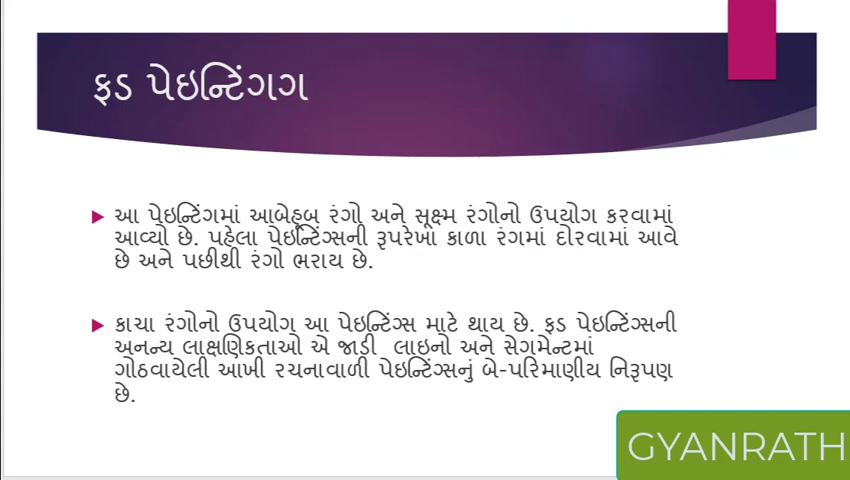 ફડ પેઇન્ટિંગગ
આ પેઇન્ટિંગમાં આબેહૂબ રંગો અને સૂક્ષ્મ રંગોનો ઉપયોગ કરવામાં
આવ્યો છે. પહેલા પેઇન્ટિંગ્સની રૂપરેખા કાળા રંગમાં દોરવામાં આવે
છે અને પછીથી રંગો ભરાય છે.
કાચા રંગોનો ઉપયોગ આ પેઇન્ટિંગ્સ માટે થાય છે. ફડ પેઇન્ટિંગ્સની
અનન્ય લાક્ષણિકતાઓ એ જાડી લાઇનો અને સેગમેન્ટમાં
ગોઠવાયેલી આખી રચનાવાળી પેઇન્ટિંગ્સનું બે-પરિમાણીય નિરૂપણ
છે.
GYANRATH